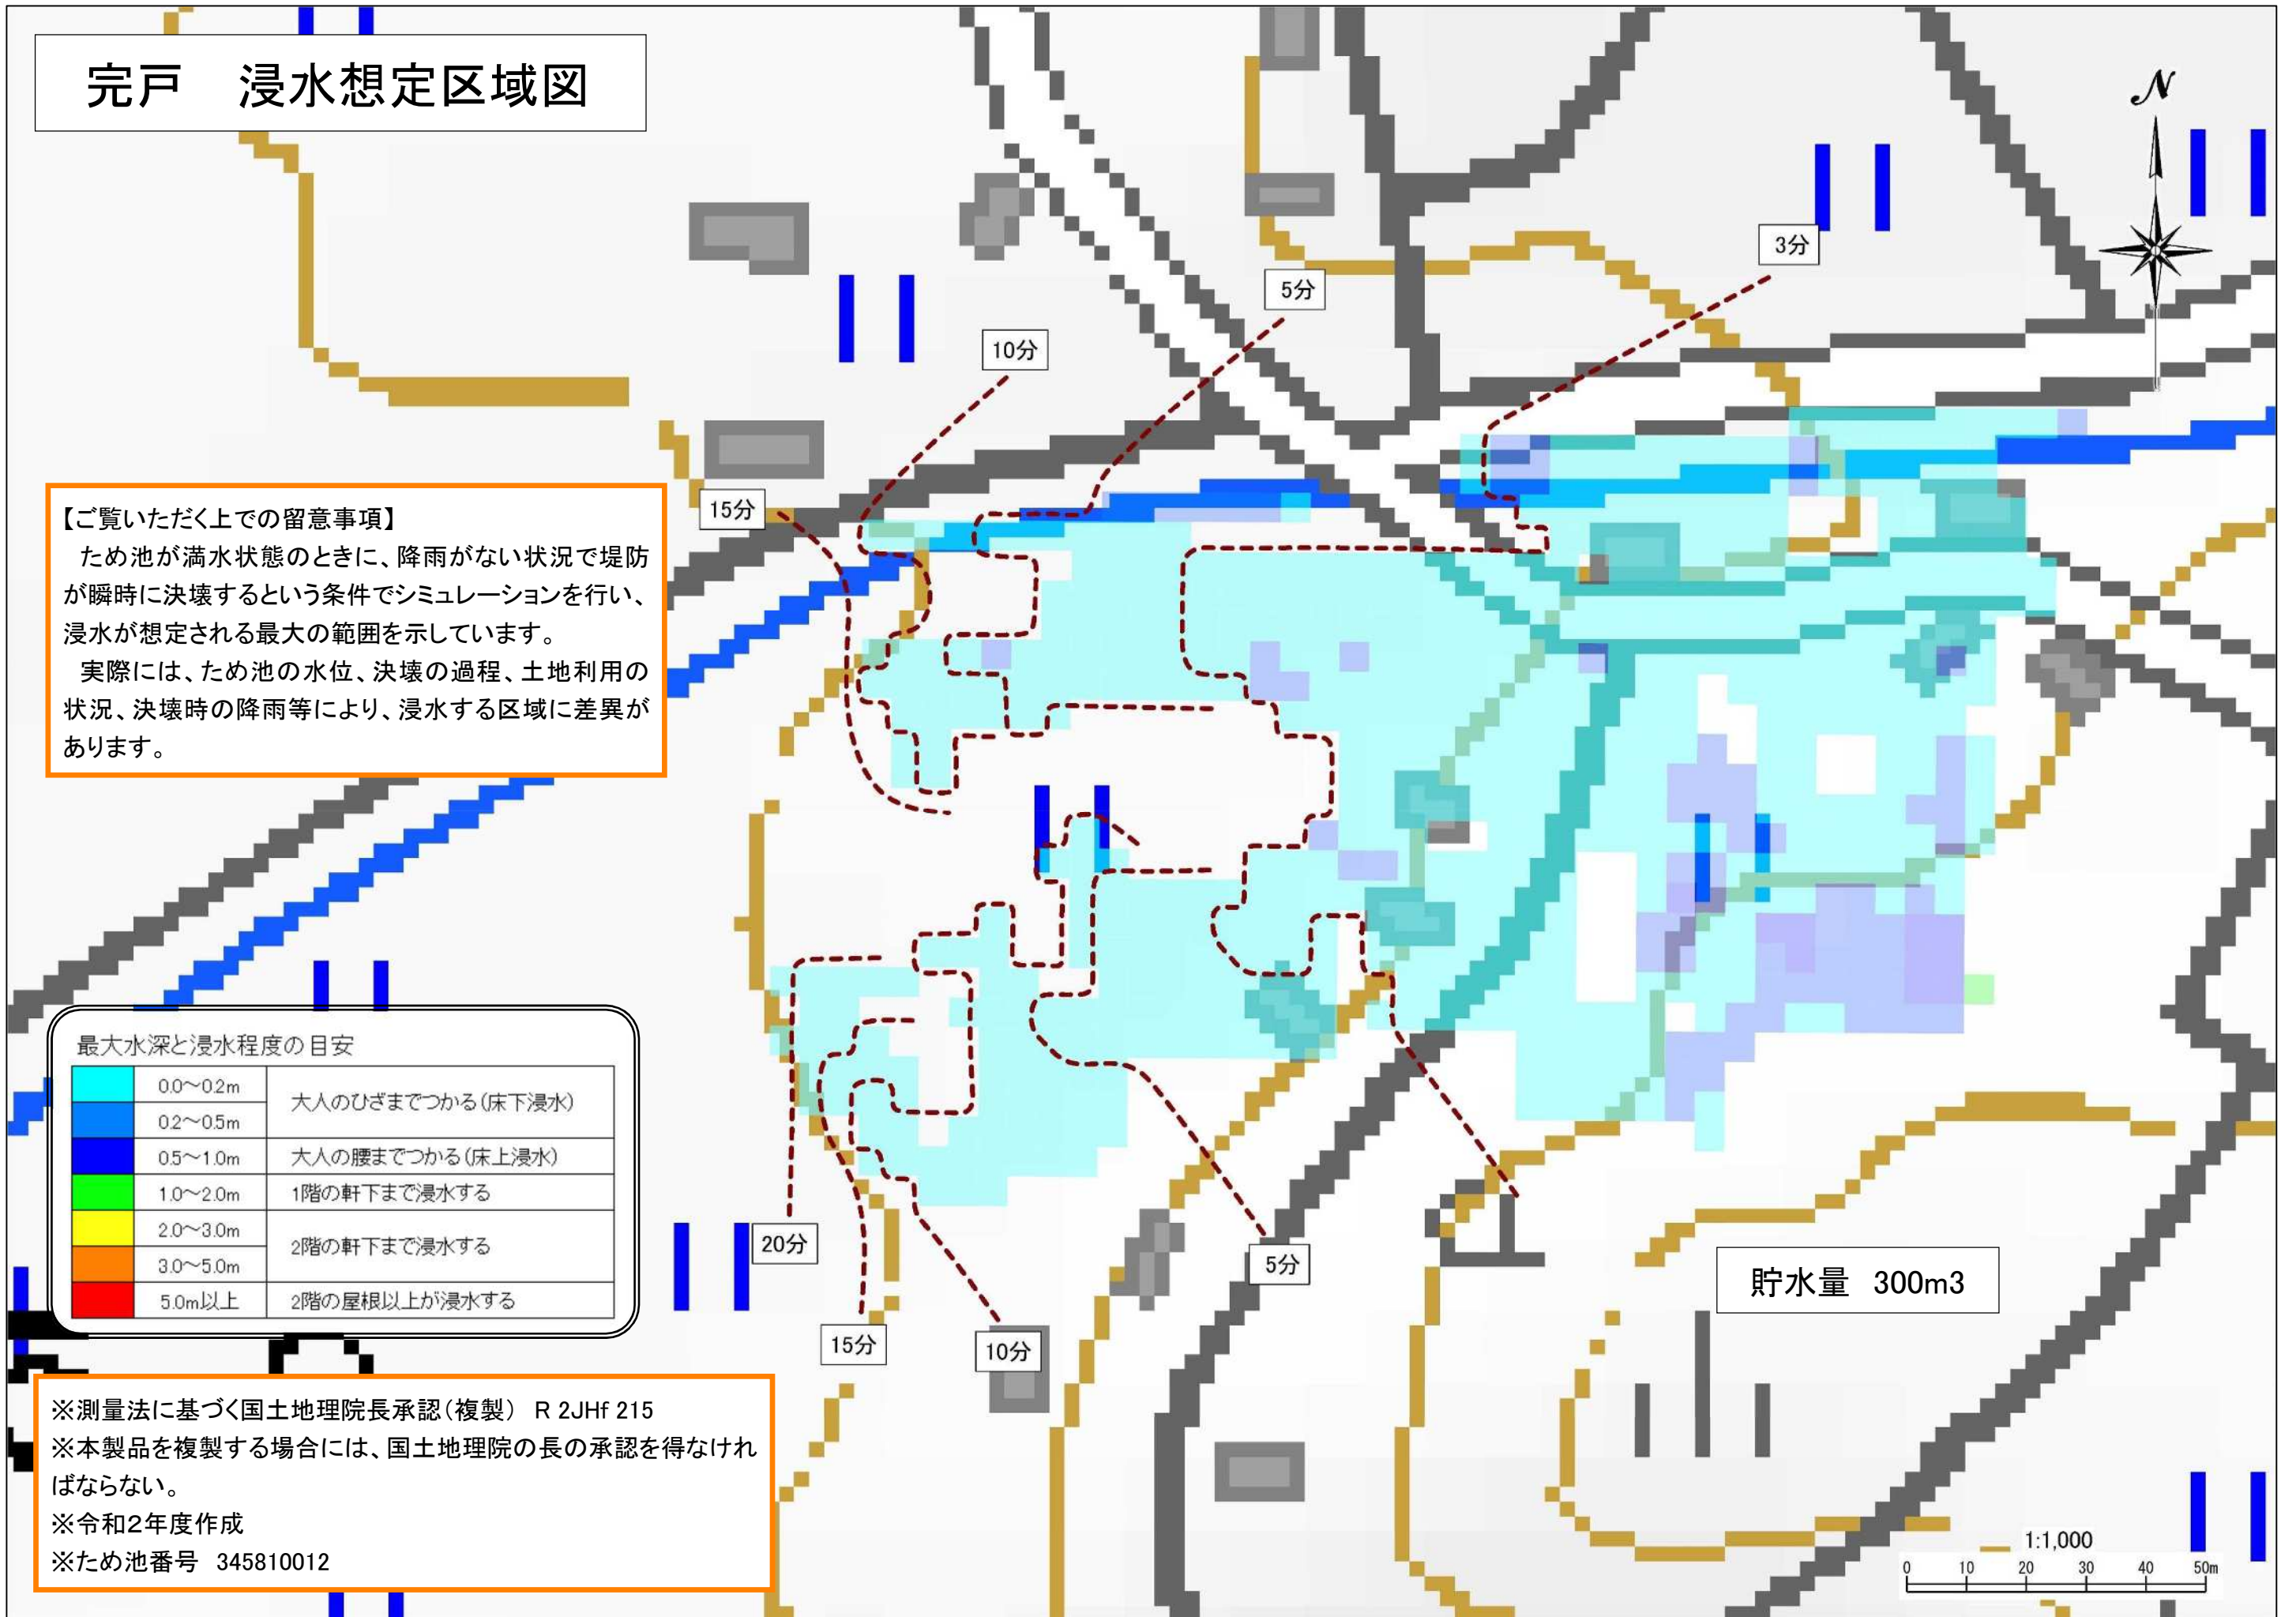 完戸　浸水想定区域図
N
3分
5分
10分
15分
【ご覧いただく上での留意事項】
　ため池が満水状態のときに、降雨がない状況で堤防
が瞬時に決壊するという条件でシミュレーションを行い、
浸水が想定される最大の範囲を示しています。
　実際には、ため池の水位、決壊の過程、土地利用の
状況、決壊時の降雨等により、浸水する区域に差異が
あります。
最大水深と浸水程度の目安
0.0～0.2m
大人のひざまでつかる(床下浸水)
0.2～0.5m
0.5～1.0m 大人の腰までつかる(床上浸水)
1.0～2.0m 1階の軒下まで浸水する
2.0～3.0m
2階の軒下まで浸水する
3.0～5.0m
5.0m以上 2階の屋根以上が浸水する
20分
5分
15分
10分
貯水量 300m3
※測量法に基づく国土地理院長承認(複製) R 2JHf 215
※本製品を複製する場合には、国土地理院の長の承認を得なけれ
ばならない。
※令和2年度作成
※ため池番号 345810012
1:1,000
0 10 20 30 40 50m